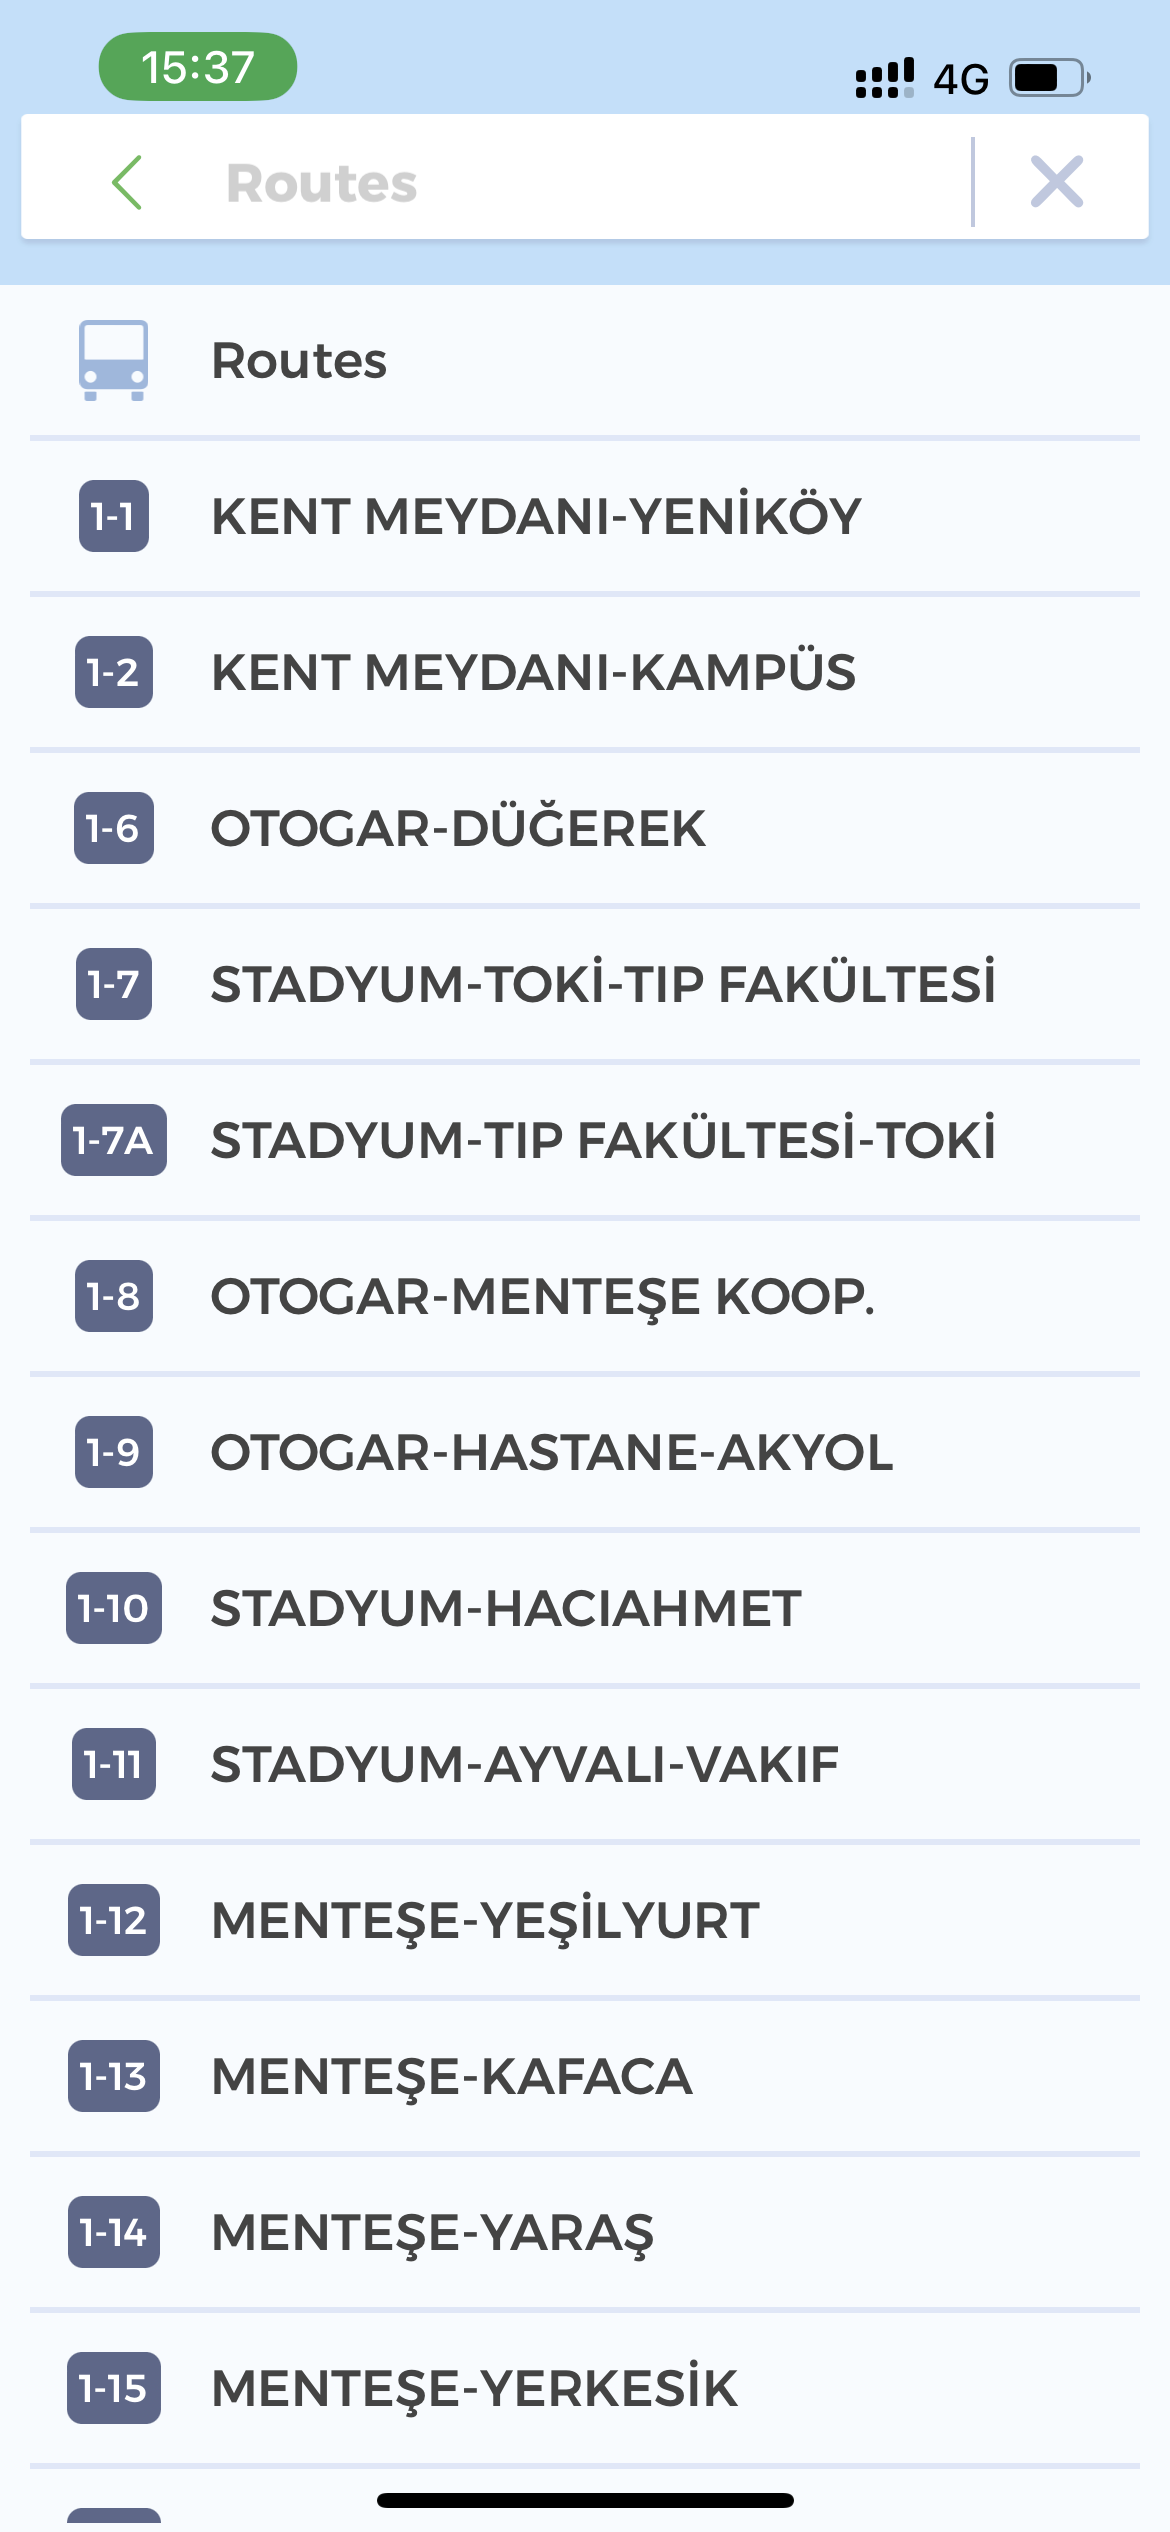 15:37
4G
Routes
Routes
1-1 KENT MEYDANI-YENİKÖY
1-2 KENT MEYDANI-KAMPÜS
1-6 OTOGAR-DÜĞEREK
1-7 STADYUM-TOKİ-TIP FAKÜLTESİ
1-7A STADYUM-TIP FAKÜLTESİ-TOKİ
1-8 OTOGAR-MENTEŞE KOOP.
1-9 OTOGAR-HASTANE-AKYOL
1-10 STADYUM-HACIAHMET
1-11 STADYUM-AYVALI-VAKIF
1-12 MENTEŞE-YEŞİLYURT
1-13 MENTEŞE-KAFACA
1-14 MENTEŞE-YARAŞ
1-15 MENTEŞE-YERKESİK